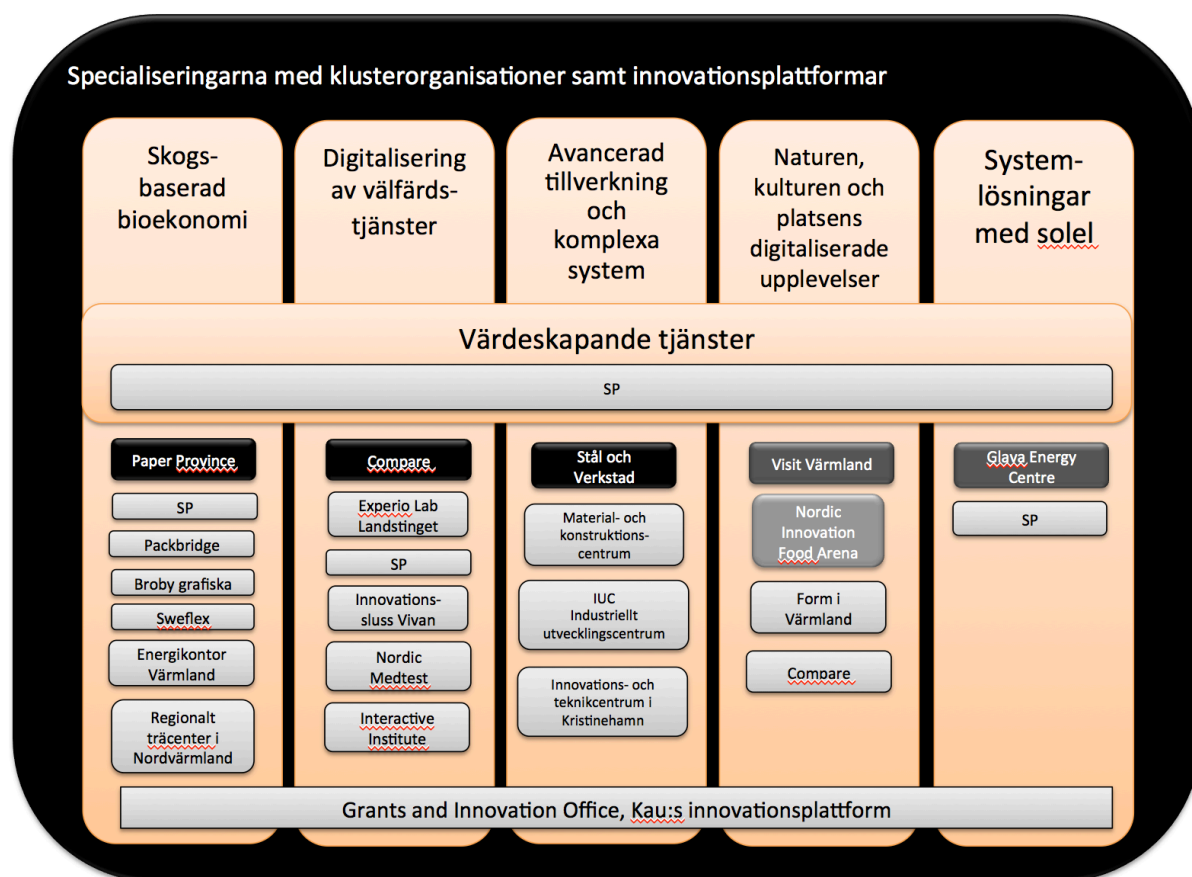 Specialiseringarna med klusterorganisationer samt innovationsplattformar
Skogs-
baserad
bioekonomi
Digitalisering
av välfärds-
tjänster
Avancerad
tillverkning
och
komplexa
system
Naturen,
kulturen och
platsens
digitaliserade
upplevelser
System-
lösningar
med solel
Värdeskapande tjänster
SP
Paper Province
SP
Packbridge
Broby grafiska
Sweflex
Energikontor
Värmland
Regionalt
träcenter i
Nordvärmland
Compare
Experio Lab
Landstinget
SP
Innovations-
sluss Vivan
Nordic
Medtest
Interactive
Institute
Stål och
Verkstad
Material- och
konstruktions-
centrum
IUC
Industriellt
utvecklingscentrum
Innovations- och
teknikcentrum i
Kristinehamn
Visit Värmland
Nordic
Innovation
Food Arena
Form i
Värmland
Compare
Glava Energy
Centre
SP
Grants and Innovation Office, Kau:s innovationsplattform